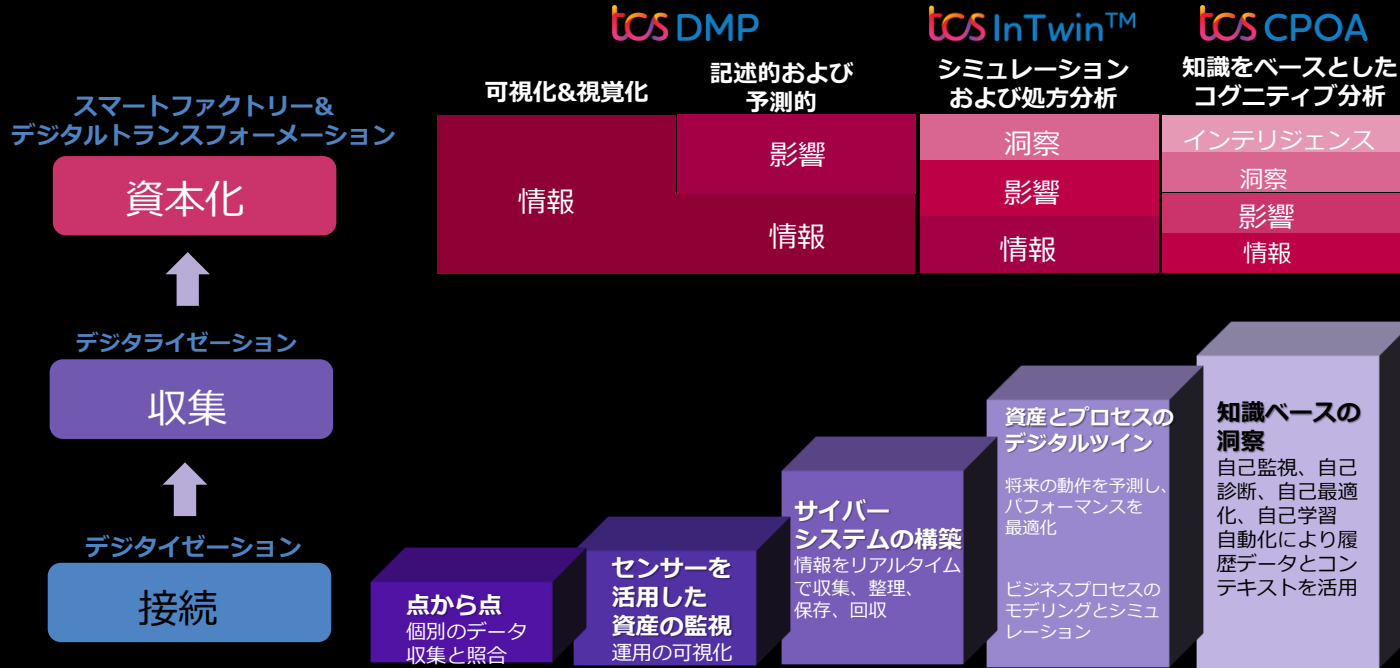 tcs DMP
tcs InTwin™
tcs CPOA
可視化&視覚化
記述的および
予測的
シミュレーション
および処方分析
知識をベースとした
コグニティブ分析
スマートファクトリー&
デジタルトランスフォーメーション
資本化
情報
影響
情報
洞察
影響
情報
インテリジェンス
洞察
影響
情報
デジタライゼーション
収集
デジタイゼーション
接続
点から点
個別のデータ
収集と照合
センサーを
活用した
資産の監視
運用の可視化
サイバー
システムの構築
情報をリアルタイム
で収集、整理、
保存、回収
資産とプロセスの
デジタルツイン
将来の動作を予測し、
パフォーマンスを
最適化
ビジネスプロセスの
モデリングとシミュ
レーション
知識ベースの
洞察
自己監視、自己
診断、自己最適
化、自己学習
自動化により履
歴データとコン
テキストを活用